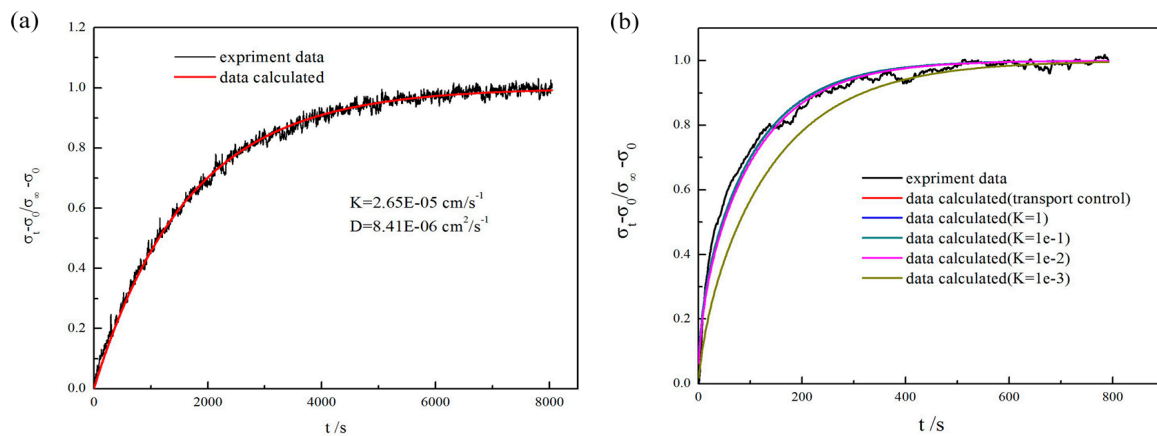 (a)
1.2
1.0
0.8
0.6
0.4
0.2
0.0
σt-σ0/σ∞ -σ0
expriment data
data calculated
K=2.65E-05 cm/s⁻¹
D=8.41E-06 cm²/s⁻¹
0
2000
4000
6000
8000
t /s
(b)
1.0
0.8
0.6
0.4
0.2
0.0
σt-σ0/σ∞ -σ0
expriment data
data calculated(transport control)
data calculated(K=1)
data calculated(K=1e-1)
data calculated(K=1e-2)
data calculated(K=1e-3)
0
200
400
600
800
t /s